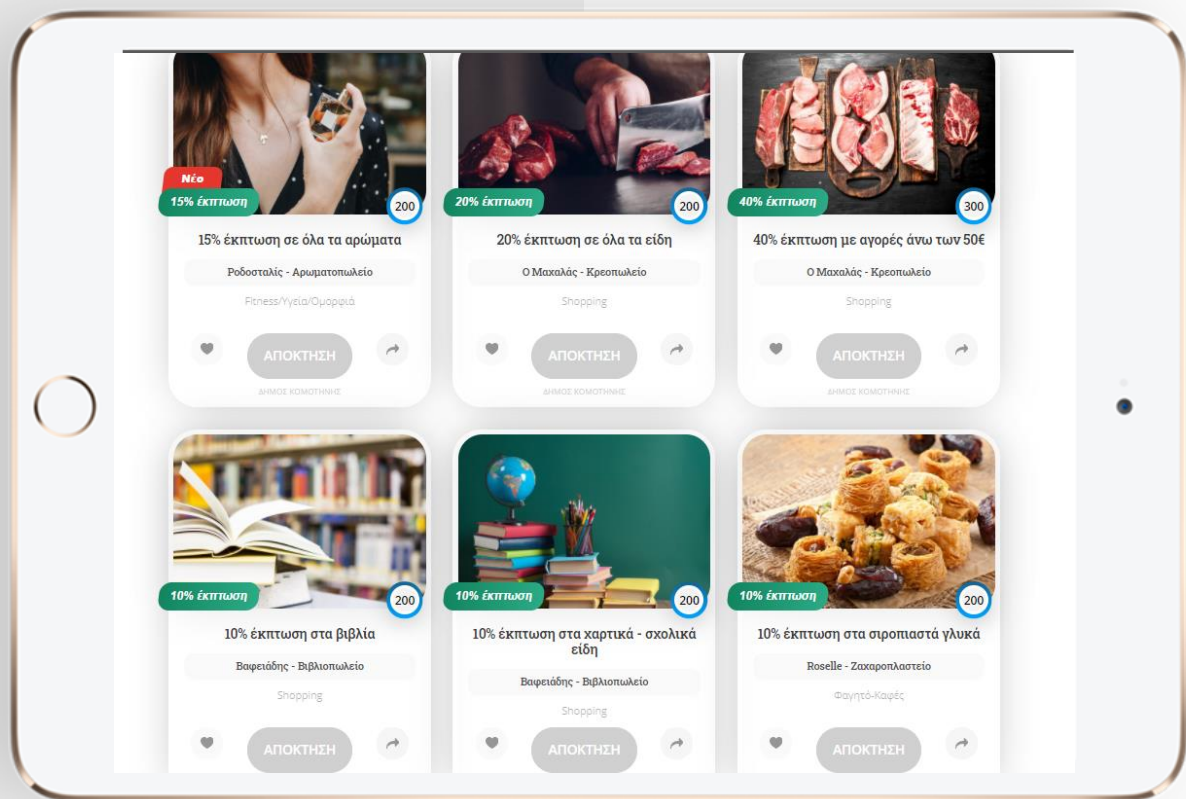 Νέο
15% έκπτωση
200
15% έκπτωση σε όλα τα αρώματα
Ροδοσταλίς - Αρωματοπωλείο
Fitness/Υγεία/Ομορφιά
ΑΠΟΚΤΗΣΗ
ΔΗΜΟΣ ΚΟΜΟΤΗΝΗΣ
20% έκπτωση
200
20% έκπτωση σε όλα τα είδη
Ο Μαχαλάς - Κρεοπωλείο
Shopping
ΑΠΟΚΤΗΣΗ
ΔΗΜΟΣ ΚΟΜΟΤΗΝΗΣ
40% έκπτωση
300
40% έκπτωση με αγορές άνω των 50€
Ο Μαχαλάς - Κρεοπωλείο
Shopping
ΑΠΟΚΤΗΣΗ
ΔΗΜΟΣ ΚΟΜΟΤΗΝΗΣ
10% έκπτωση
200
10% έκπτωση στα βιβλία
Βαφειάδης - Βιβλιοπωλείο
Shopping
ΑΠΟΚΤΗΣΗ
10% έκπτωση
200
10% έκπτωση στα χαρτικά - σχολικά
είδη
Βαφειάδης - Βιβλιοπωλείο
Shopping
ΑΠΟΚΤΗΣΗ
10% έκπτωση
200
10% έκπτωση στα σιροπιαστά γλυκά
Roselle - Ζαχαροπλαστείο
Φαγητό-Καφές
ΑΠΟΚΤΗΣΗ